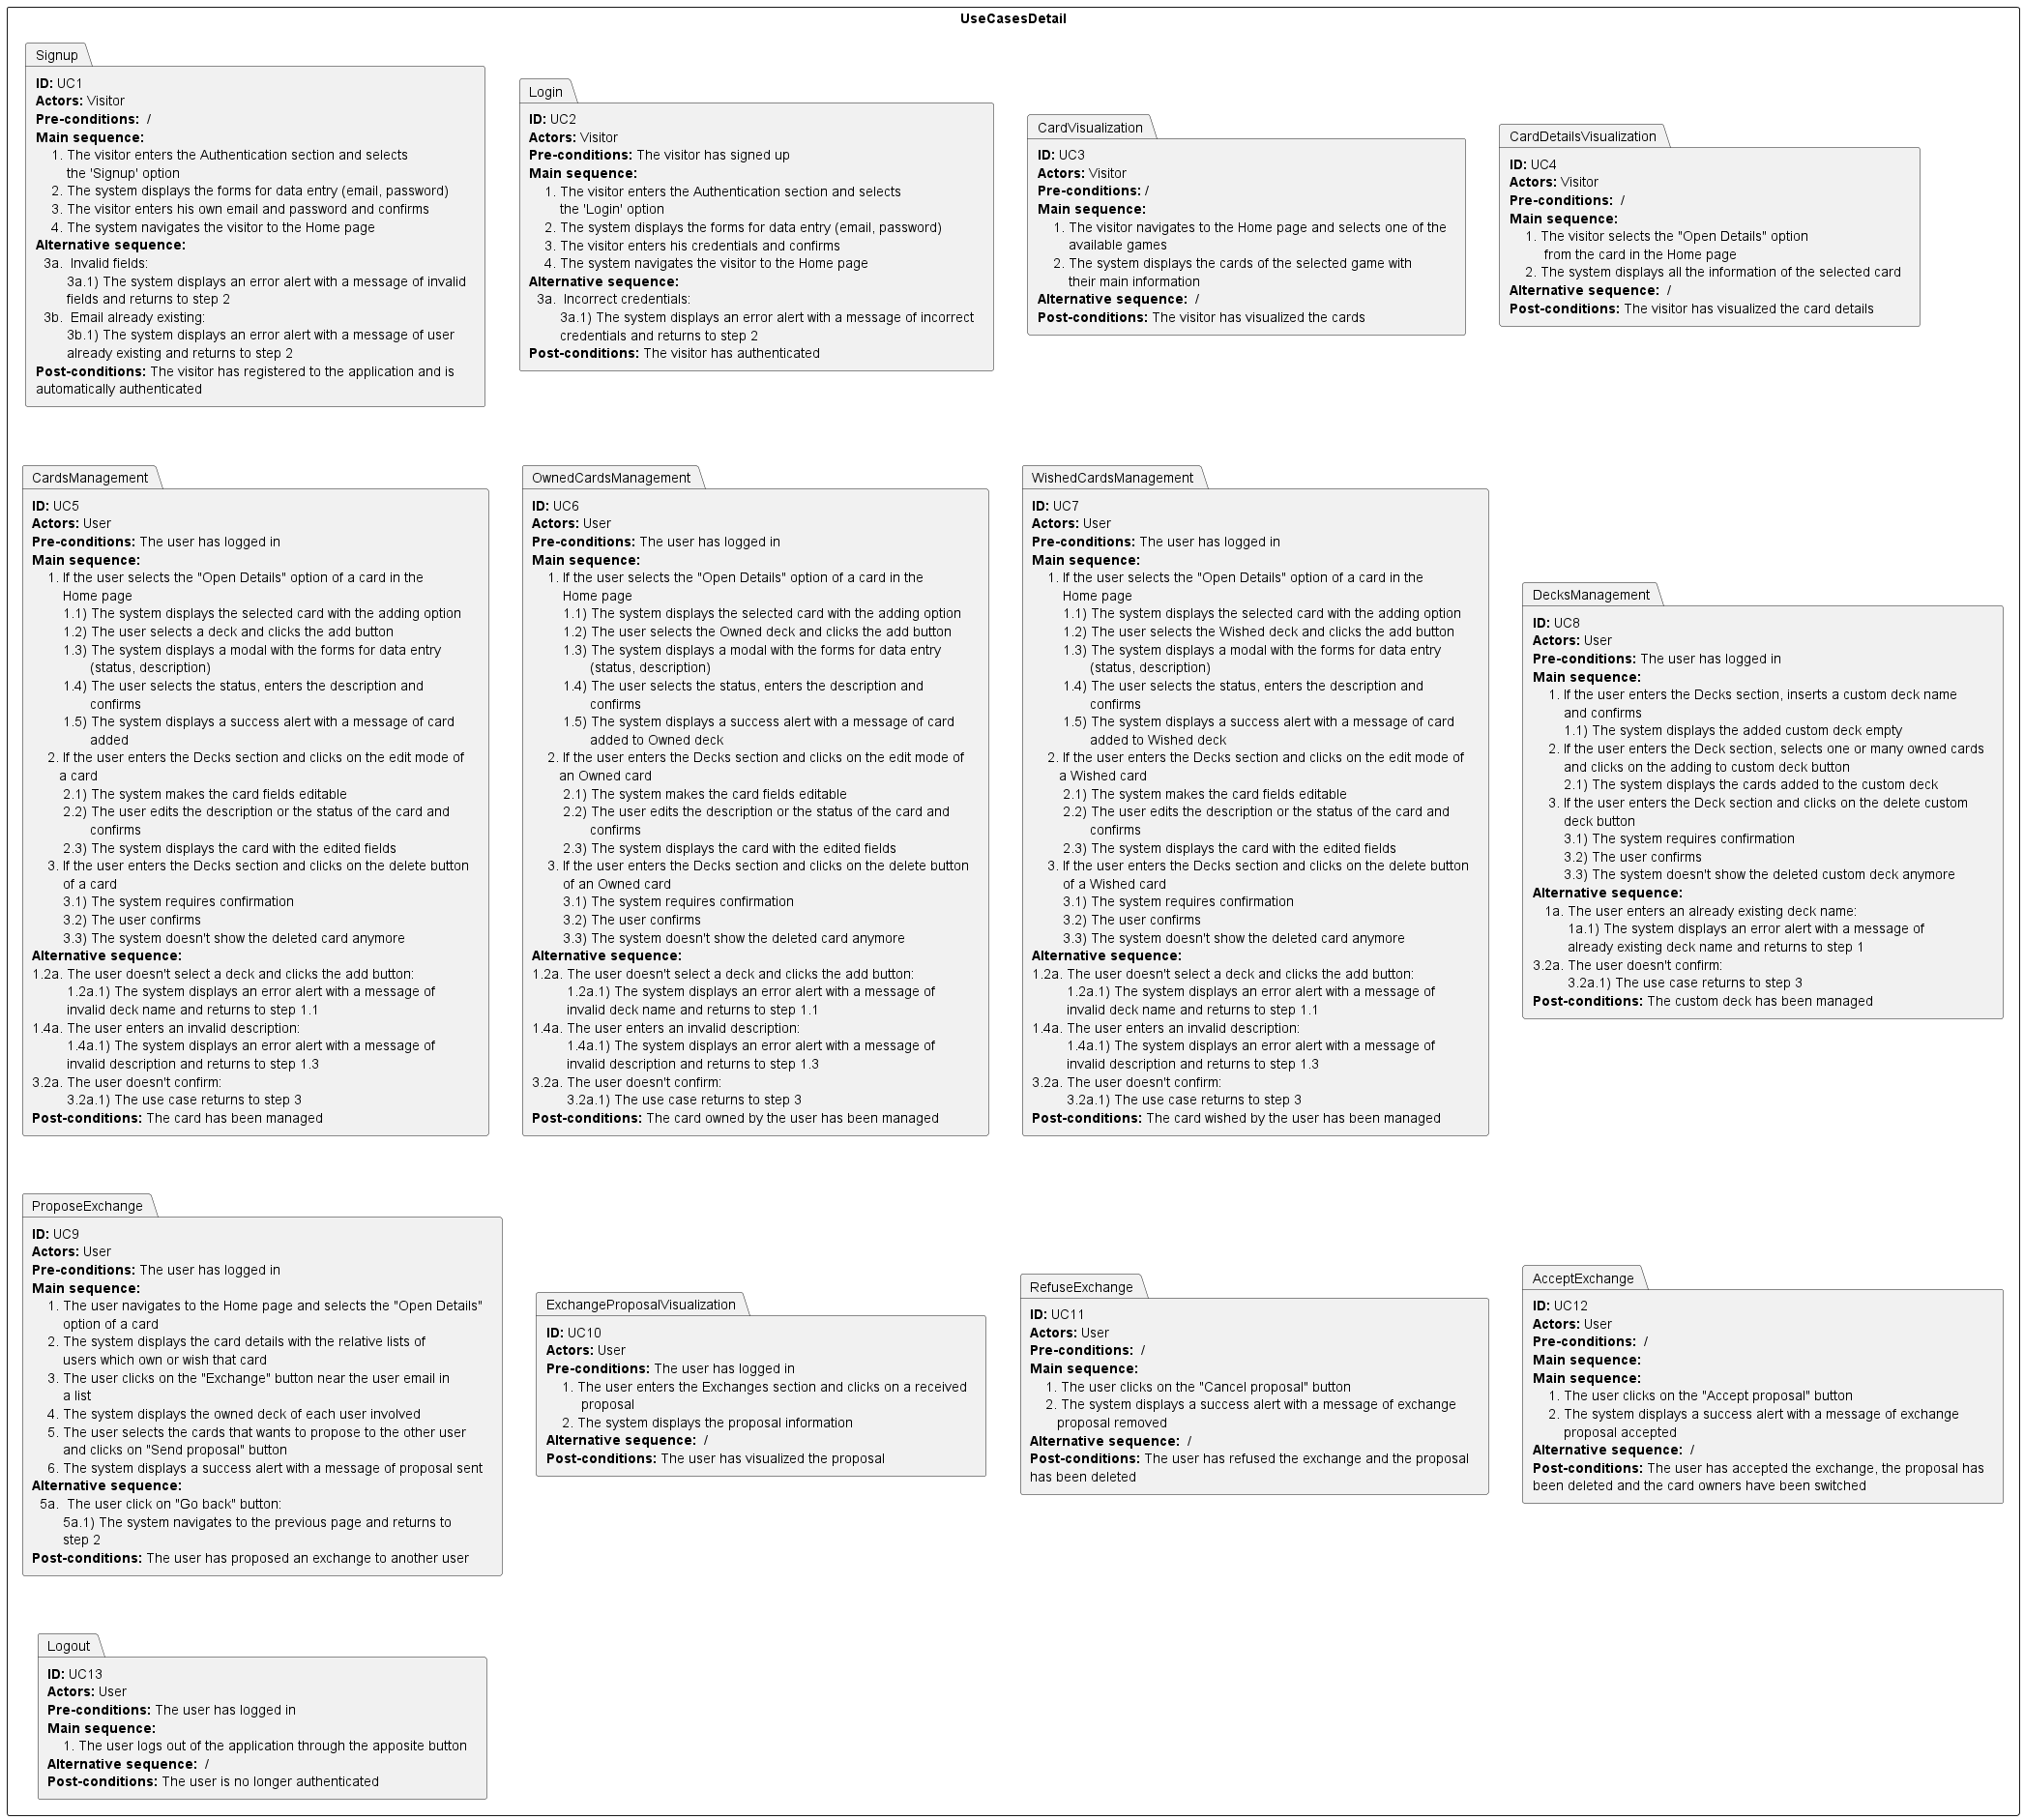 UseCasesDetail
Signup
ID: UC1
Actors: Visitor
Pre-conditions: /
Main sequence:
1. The visitor enters the Authentication section and selects
the 'Signup' option
2. The system displays the forms for data entry (email, password)
3. The visitor enters his own email and password and confirms
4. The system navigates the visitor to the Home page
Alternative sequence:
3a. Invalid fields:
3a.1) The system displays an error alert with a message of invalid
fields and returns to step 2
3b. Email already existing:
3b.1) The system displays an error alert with a message of user
already existing and returns to step 2
Post-conditions: The visitor has registered to the application and is
automatically authenticated
Login
ID: UC2
Actors: Visitor
Pre-conditions: The visitor has signed up
Main sequence:
1. The visitor enters the Authentication section and selects
the 'Login' option
2. The system displays the forms for data entry (email, password)
3. The visitor enters his credentials and confirms
4. The system navigates the visitor to the Home page
Alternative sequence:
3a. Incorrect credentials:
3a.1) The system displays an error alert with a message of incorrect
credentials and returns to step 2
Post-conditions: The visitor has authenticated
CardVisualization
ID: UC3
Actors: Visitor
Pre-conditions: /
Main sequence:
1. The visitor navigates to the Home page and selects one of the
available games
2. The system displays the cards of the selected game with
their main information
Alternative sequence: /
Post-conditions: The visitor has visualized the cards
CardDetailsVisualization
ID: UC4
Actors: Visitor
Pre-conditions: /
Main sequence:
1. The visitor selects the "Open Details" option
from the card in the Home page
2. The system displays all the information of the selected card
Alternative sequence: /
Post-conditions: The visitor has visualized the card details
CardsManagement
ID: UC5
Actors: User
Pre-conditions: The user has logged in
Main sequence:
1. If the user selects the "Open Details" option of a card in the
Home page
1.1) The system displays the selected card with the adding option
1.2) The user selects a deck and clicks the add button
1.3) The system displays a modal with the forms for data entry
(status, description)
1.4) The user selects the status, enters the description and
confirms
1.5) The system displays a success alert with a message of card
added
2. If the user enters the Decks section and clicks on the edit mode of
a card
2.1) The system makes the card fields editable
2.2) The user edits the description or the status of the card and
confirms
2.3) The system displays the card with the edited fields
3. If the user enters the Decks section and clicks on the delete button
of a card
3.1) The system requires confirmation
3.2) The user confirms
3.3) The system doesn't show the deleted card anymore
Alternative sequence:
1.2a. The user doesn't select a deck and clicks the add button:
1.2a.1) The system displays an error alert with a message of
invalid deck name and returns to step 1.1
1.4a. The user enters an invalid description:
1.4a.1) The system displays an error alert with a message of
invalid description and returns to step 1.3
3.2a. The user doesn't confirm:
3.2a.1) The use case returns to step 3
Post-conditions: The card has been managed
OwnedCardsManagement
ID: UC6
Actors: User
Pre-conditions: The user has logged in
Main sequence:
1. If the user selects the "Open Details" option of a card in the
Home page
1.1) The system displays the selected card with the adding option
1.2) The user selects the Owned deck and clicks the add button
1.3) The system displays a modal with the forms for data entry
(status, description)
1.4) The user selects the status, enters the description and
confirms
1.5) The system displays a success alert with a message of card
added to Owned deck
2. If the user enters the Decks section and clicks on the edit mode of
an Owned card
2.1) The system makes the card fields editable
2.2) The user edits the description or the status of the card and
confirms
2.3) The system displays the card with the edited fields
3. If the user enters the Decks section and clicks on the delete button
of an Owned card
3.1) The system requires confirmation
3.2) The user confirms
3.3) The system doesn't show the deleted card anymore
Alternative sequence:
1.2a. The user doesn't select a deck and clicks the add button:
1.2a.1) The system displays an error alert with a message of
invalid deck name and returns to step 1.1
1.4a. The user enters an invalid description:
1.4a.1) The system displays an error alert with a message of
invalid description and returns to step 1.3
3.2a. The user doesn't confirm:
3.2a.1) The use case returns to step 3
Post-conditions: The card owned by the user has been managed
WishedCardsManagement
ID: UC7
Actors: User
Pre-conditions: The user has logged in
Main sequence:
1. If the user selects the "Open Details" option of a card in the
Home page
1.1) The system displays the selected card with the adding option
1.2) The user selects the Wished deck and clicks the add button
1.3) The system displays a modal with the forms for data entry
(status, description)
1.4) The user selects the status, enters the description and
confirms
1.5) The system displays a success alert with a message of card
added to Wished deck
2. If the user enters the Decks section and clicks on the edit mode of
a Wished card
2.1) The system makes the card fields editable
2.2) The user edits the description or the status of the card and
confirms
2.3) The system displays the card with the edited fields
3. If the user enters the Decks section and clicks on the delete button
of a Wished card
3.1) The system requires confirmation
3.2) The user confirms
3.3) The system doesn't show the deleted card anymore
Alternative sequence:
1.2a. The user doesn't select a deck and clicks the add button:
1.2a.1) The system displays an error alert with a message of
invalid deck name and returns to step 1.1
1.4a. The user enters an invalid description:
1.4a.1) The system displays an error alert with a message of
invalid description and returns to step 1.3
3.2a. The user doesn't confirm:
3.2a.1) The use case returns to step 3
Post-conditions: The card wished by the user has been managed
DecksManagement
ID: UC8
Actors: User
Pre-conditions: The user has logged in
Main sequence:
1. If the user enters the Decks section, inserts a custom deck name
and confirms
1.1) The system displays the added custom deck empty
2. If the user enters the Deck section, selects one or many owned cards
and clicks on the adding to custom deck button
2.1) The system displays the cards added to the custom deck
3. If the user enters the Deck section and clicks on the delete custom
deck button
3.1) The system requires confirmation
3.2) The user confirms
3.3) The system doesn't show the deleted custom deck anymore
Alternative sequence:
1a. The user enters an already existing deck name:
1a.1) The system displays an error alert with a message of
already existing deck name and returns to step 1
3.2a. The user doesn't confirm:
3.2a.1) The use case returns to step 3
Post-conditions: The custom deck has been managed
ProposeExchange
ID: UC9
Actors: User
Pre-conditions: The user has logged in
Main sequence:
1. The user navigates to the Home page and selects the "Open Details"
option of a card
2. The system displays the card details with the relative lists of
users which own or wish that card
3. The user clicks on the "Exchange" button near the user email in
a list
4. The system displays the owned deck of each user involved
5. The user selects the cards that wants to propose to the other user
and clicks on "Send proposal" button
6. The system displays a success alert with a message of proposal sent
Alternative sequence:
5a. The user click on "Go back" button:
5a.1) The system navigates to the previous page and returns to
step 2
Post-conditions: The user has proposed an exchange to another user
ExchangeProposalVisualization
ID: UC10
Actors: User
Pre-conditions: The user has logged in
1. The user enters the Exchanges section and clicks on a received
proposal
2. The system displays the proposal information
Alternative sequence: /
Post-conditions: The user has visualized the proposal
RefuseExchange
ID: UC11
Actors: User
Pre-conditions: /
Main sequence:
1. The user clicks on the "Cancel proposal" button
2. The system displays a success alert with a message of exchange
proposal removed
Alternative sequence: /
Post-conditions: The user has refused the exchange and the proposal
has been deleted
AcceptExchange
ID: UC12
Actors: User
Pre-conditions: /
Main sequence:
Main sequence:
1. The user clicks on the "Accept proposal" button
2. The system displays a success alert with a message of exchange
proposal accepted
Alternative sequence: /
Post-conditions: The user has accepted the exchange, the proposal has
been deleted and the card owners have been switched
Logout
ID: UC13
Actors: User
Pre-conditions: The user has logged in
Main sequence:
1. The user logs out of the application through the apposite button
Alternative sequence: /
Post-conditions: The user is no longer authenticated